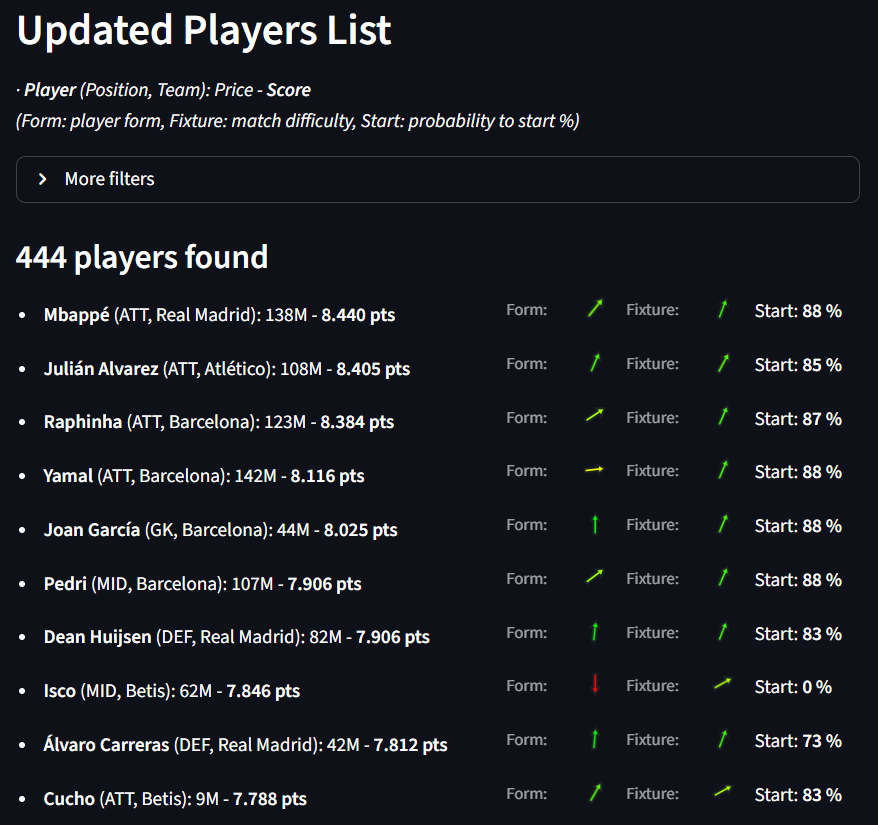 Updated Players List
· Player (Position, Team): Price - Score
(Form: player form, Fixture: match difficulty, Start: probability to start %)
More filters
444 players found
Mbappé (ATT, Real Madrid): 138M - 8.440 pts Form: Fixture: Start: 88 %
Julián Alvarez (ATT, Atlético): 108M - 8.405 pts Form: Fixture: Start: 85 %
Raphinha (ATT, Barcelona): 123M - 8.384 pts Form: Fixture: Start: 87 %
Yamal (ATT, Barcelona): 142M - 8.116 pts Form: Fixture: Start: 88 %
Joan García (GK, Barcelona): 44M - 8.025 pts Form: Fixture: Start: 88 %
Pedri (MID, Barcelona): 107M - 7.906 pts Form: Fixture: Start: 88 %
Dean Huijsen (DEF, Real Madrid): 82M - 7.906 pts Form: Fixture: Start: 83 %
Isco (MID, Betis): 62M - 7.846 pts Form: Fixture: Start: 0 %
Álvaro Carreras (DEF, Real Madrid): 42M - 7.812 pts Form: Fixture: Start: 73 %
Cucho (ATT, Betis): 9M - 7.788 pts Form: Fixture: Start: 83 %